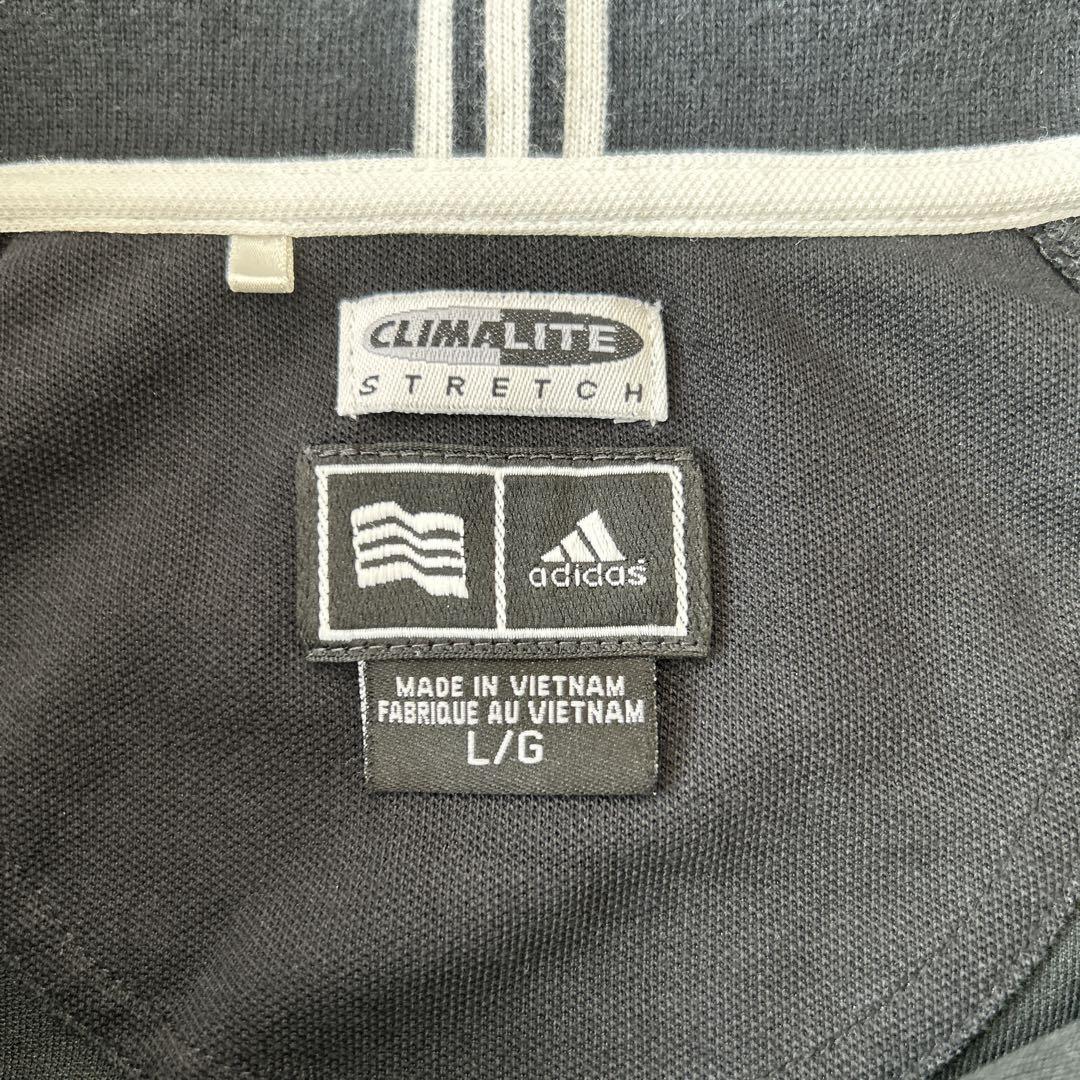 CLIMALITE
STRETCH
adidas
MADE IN VIETNAM
FABRIQUE AU VIETNAM
L/G